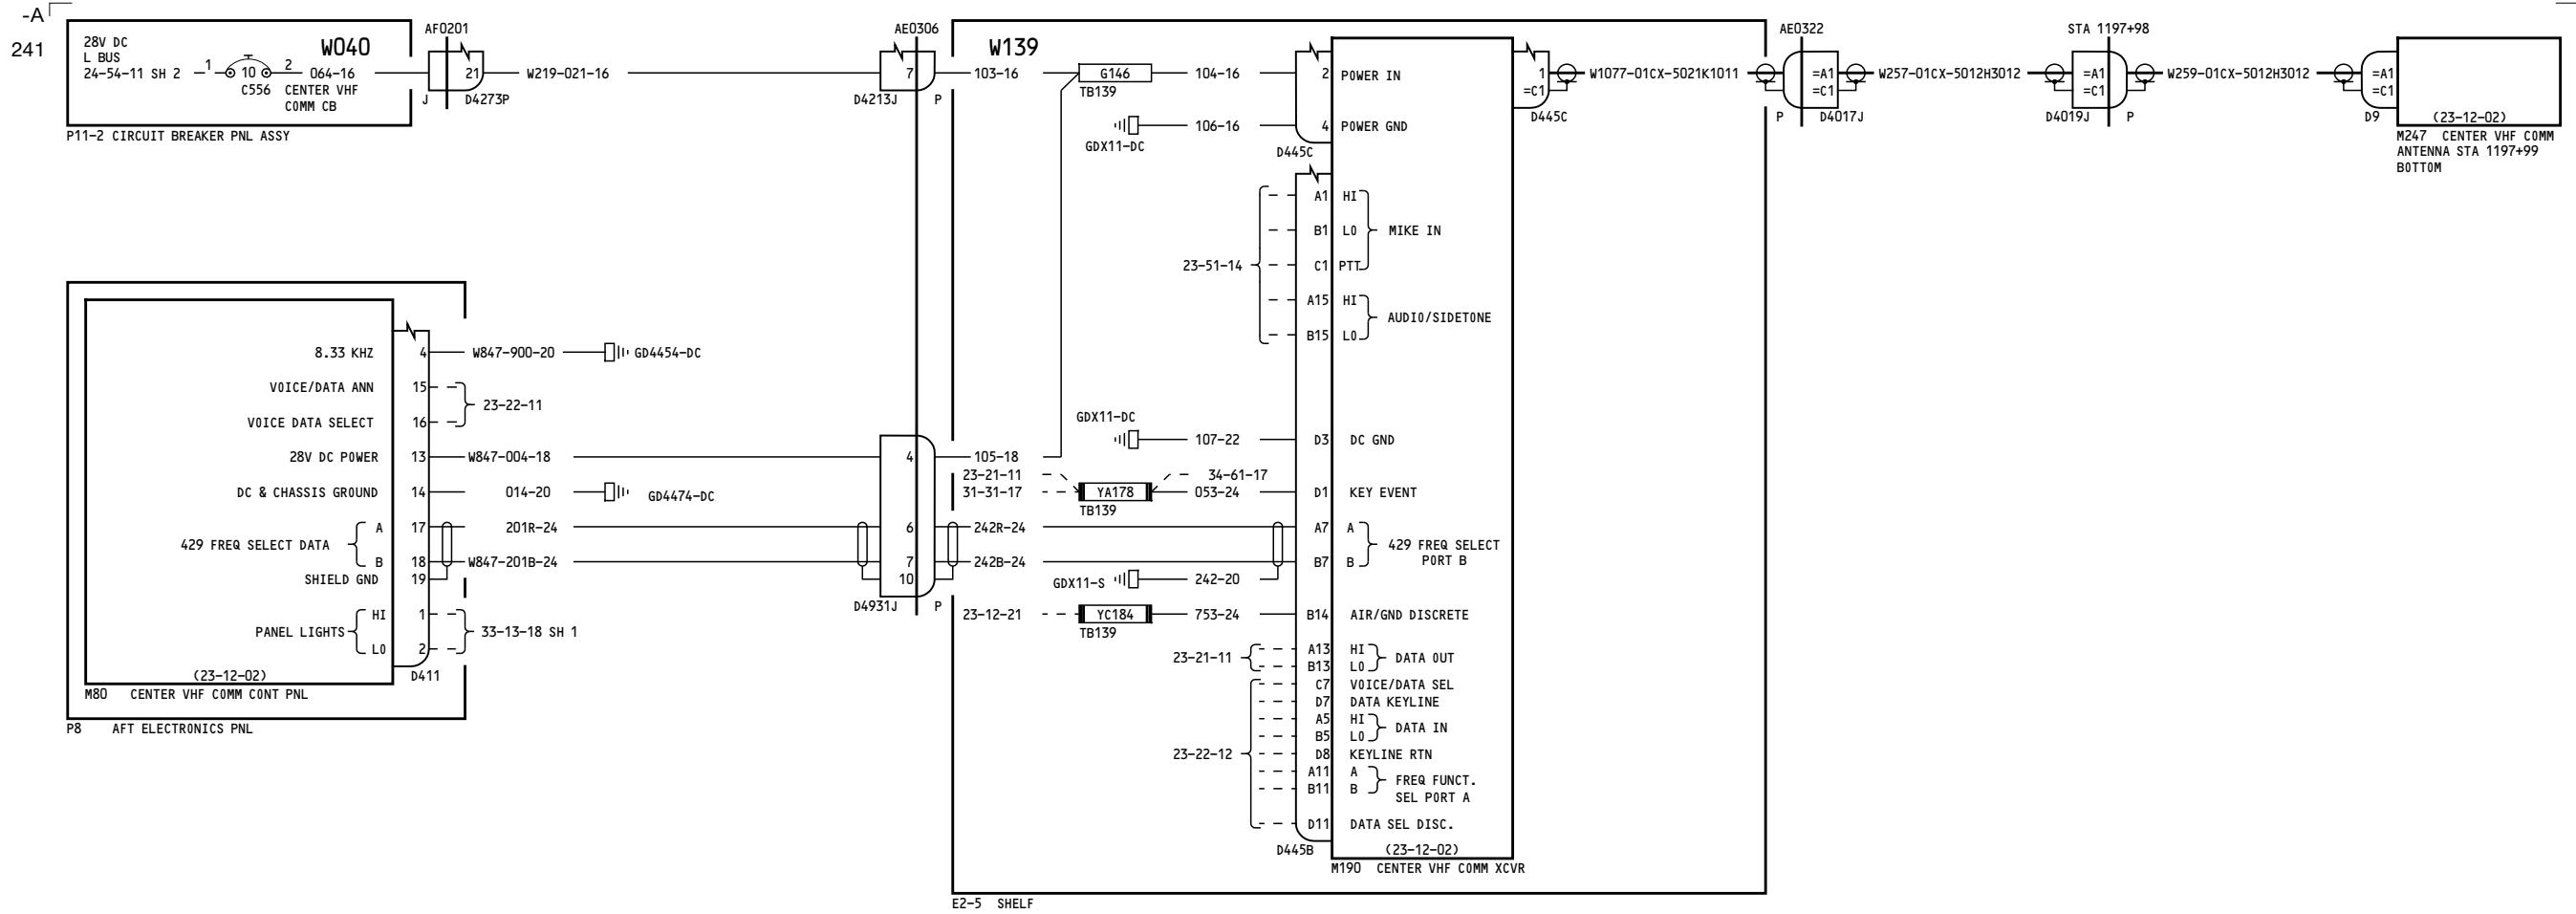 -A
241
28V DC
L BUS
24-54-11 SH 2
1
10
2
C556
W040
064-16
CENTER VHF
COMM CB
P11-2 CIRCUIT BREAKER PNL ASSY
AF0201
21
J
D4273P
W219-021-16
AE0306
7
D4213J
P
W139
103-16
G146
TB139
104-16
2
POWER IN
GDX11-DC
106-16
4
POWER GND
D445C
1
=C1
D445C
W1077-01CX-5021K1011
AE0322
=A1
=C1
P
D4017J
W257-01CX-5012H3012
STA 1197+98
=A1
=C1
D4019J
P
W259-01CX-5012H3012
=A1
=C1
D9
(23-12-02)
M247 CENTER VHF COMM
ANTENNA STA 1197+99
BOTTOM
23-51-14
A1 HI
B1 LO
MIKE IN
C1 PTT
A15 HI
AUDIO/SIDETONE
B15 LO
8.33 KHZ
4
W847-900-20
GD4454-DC
VOICE/DATA ANN
15
23-22-11
VOICE DATA SELECT
16
28V DC POWER
13
W847-004-18
4
105-18
DC & CHASSIS GROUND
14
014-20
GD4474-DC
429 FREQ SELECT DATA
A
17
201R-24
6
242R-24
B
18
W847-201B-24
7
242B-24
SHIELD GND
19
10
D4931J
P
PANEL LIGHTS
HI
1
33-13-18 SH 1
LO
2
(23-12-02)
D411
M80 CENTER VHF COMM CONT PNL
P8 AFT ELECTRONICS PNL
GDX11-DC
107-22
D3
DC GND
23-21-11
34-61-17
31-31-17
YA178
TB139
053-24
D1
KEY EVENT
A7 A
429 FREQ SELECT
PORT B
B7 B
GDX11-S
242-20
23-12-21
YC184
TB139
753-24
B14
AIR/GND DISCRETE
23-21-11
A13 HI
DATA OUT
B13 LO
23-22-12
C7 VOICE/DATA SEL
D7 DATA KEYLINE
A5 HI
DATA IN
B5 LO
D8 KEYLINE RTN
A11 A
FREQ FUNCT.
B11 B
SEL PORT A
D11 DATA SEL DISC.
D445B
(23-12-02)
M190 CENTER VHF COMM XCVR
E2-5 SHELF